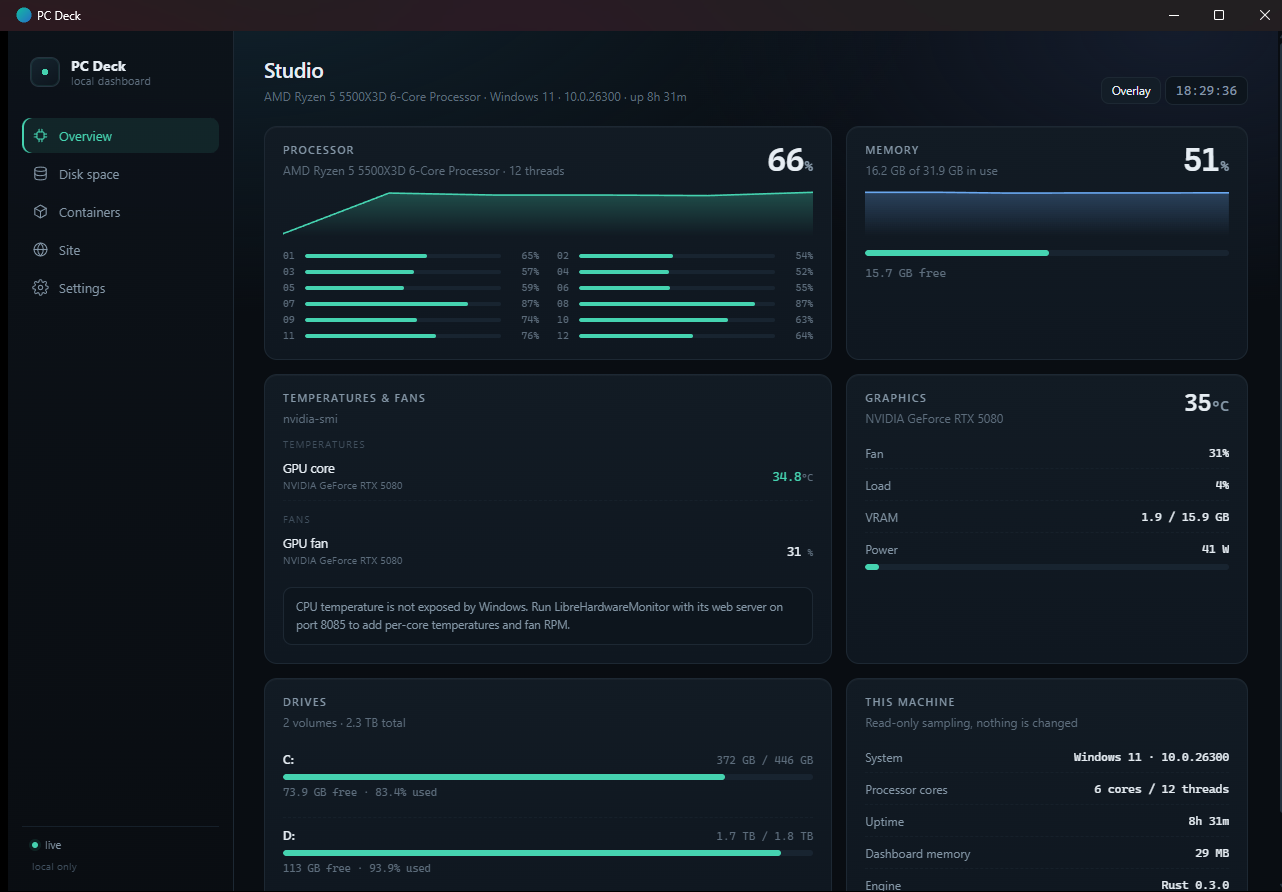 PC Deck
PC Deck
local dashboard
Overview
Disk space
Containers
Site
Settings
live
local only
Studio
AMD Ryzen 5 5500X3D 6-Core Processor · Windows 11 · 10.0.26300 · up 8h 31m
Overlay
18:29:36
PROCESSOR
AMD Ryzen 5 5500X3D 6-Core Processor · 12 threads
66%
01 65% 02 54%
03 57% 04 52%
05 59% 06 55%
07 87% 08 87%
09 74% 10 63%
11 76% 12 64%
MEMORY
16.2 GB of 31.9 GB in use
51%
15.7 GB free
TEMPERATURES & FANS
nvidia-smi
TEMPERATURES
GPU core
NVIDIA GeForce RTX 5080
34.8°C
FANS
GPU fan
NVIDIA GeForce RTX 5080
31 %
CPU temperature is not exposed by Windows. Run LibreHardwareMonitor with its web server on
port 8085 to add per-core temperatures and fan RPM.
GRAPHICS
NVIDIA GeForce RTX 5080
35°C
Fan 31%
Load 4%
VRAM 1.9 / 15.9 GB
Power 41 W
DRIVES
2 volumes · 2.3 TB total
C: 372 GB / 446 GB
73.9 GB free · 83.4% used
D: 1.7 TB / 1.8 TB
113 GB free · 93.9% used
THIS MACHINE
Read-only sampling, nothing is changed
System Windows 11 · 10.0.26300
Processor cores 6 cores / 12 threads
Uptime 8h 31m
Dashboard memory 29 MB
Engine Rust 0.3.0